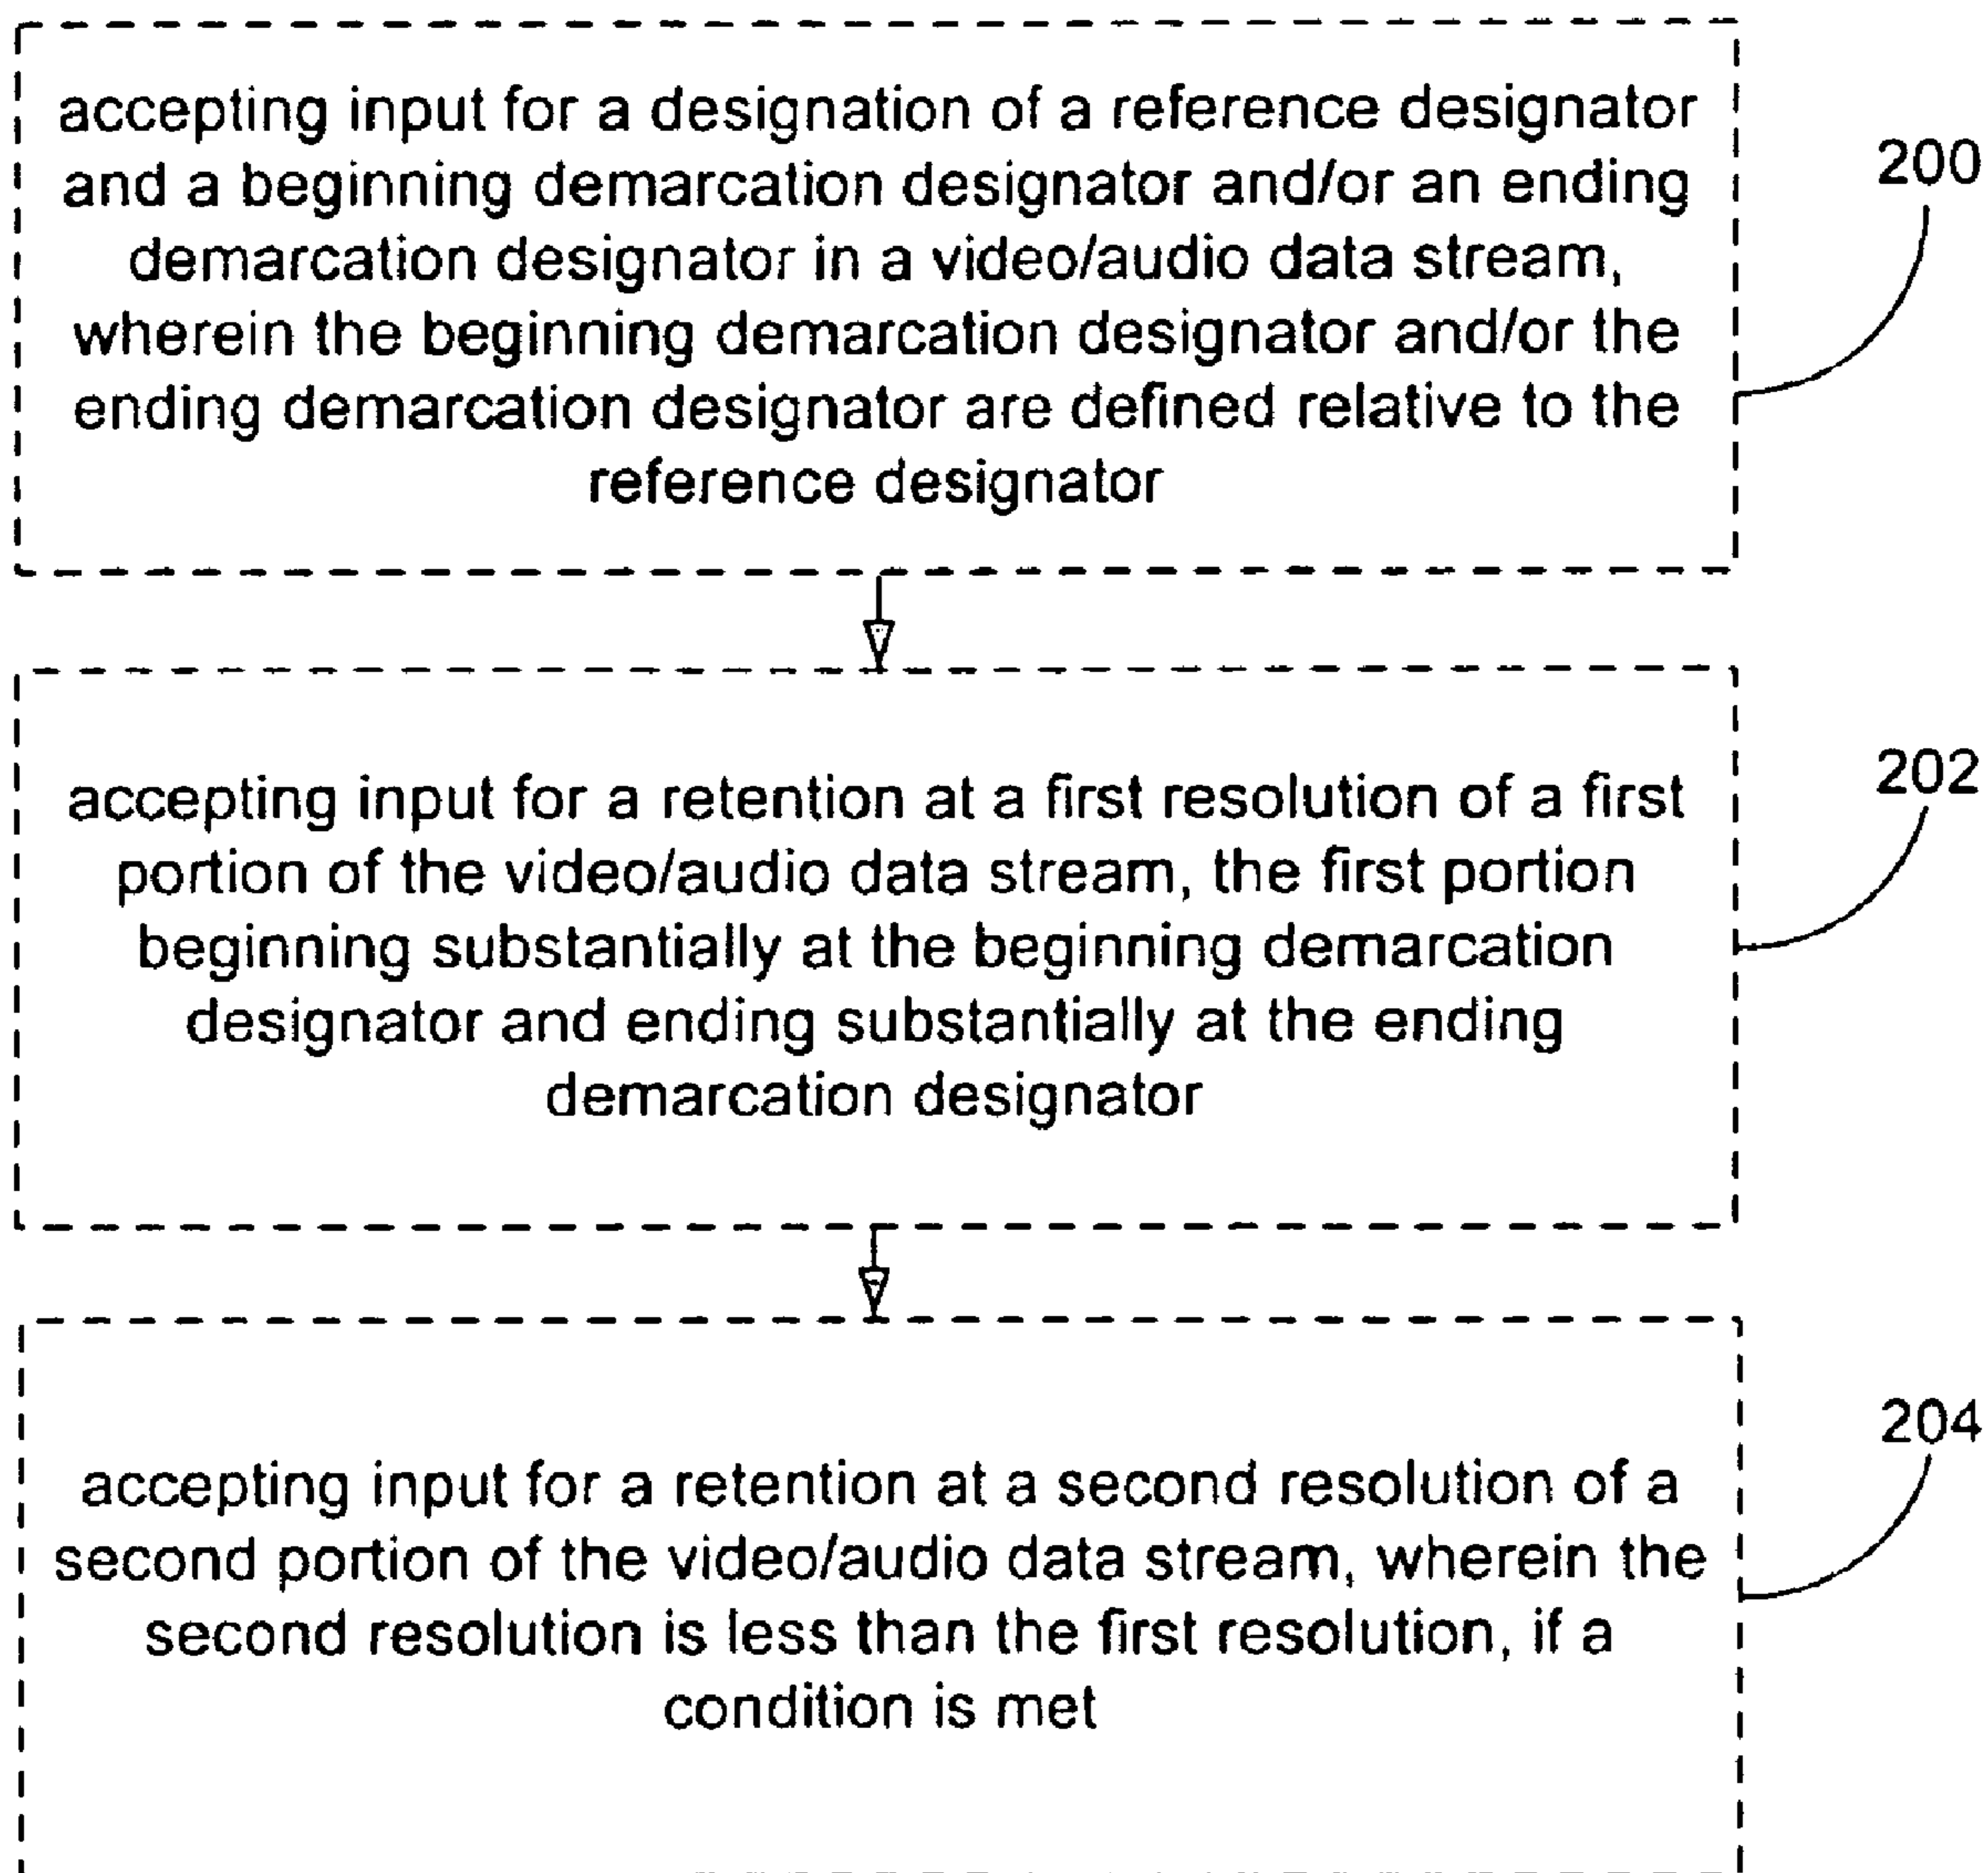 accepting input for a designation of a reference designator
and a beginning demarcation designator and/or an ending
demarcation designator in a video/audio data stream,
wherein the beginning demarcation designator and/or the
ending demarcation designator are defined relative to the
reference designator
200
accepting input for a retention at a first resolution of a first
portion of the video/audio data stream, the first portion
beginning substantially at the beginning demarcation
designator and ending substantially at the ending
demarcation designator
202
accepting input for a retention at a second resolution of a
second portion of the video/audio data stream, wherein the
second resolution is less than the first resolution, if a
condition is met
204